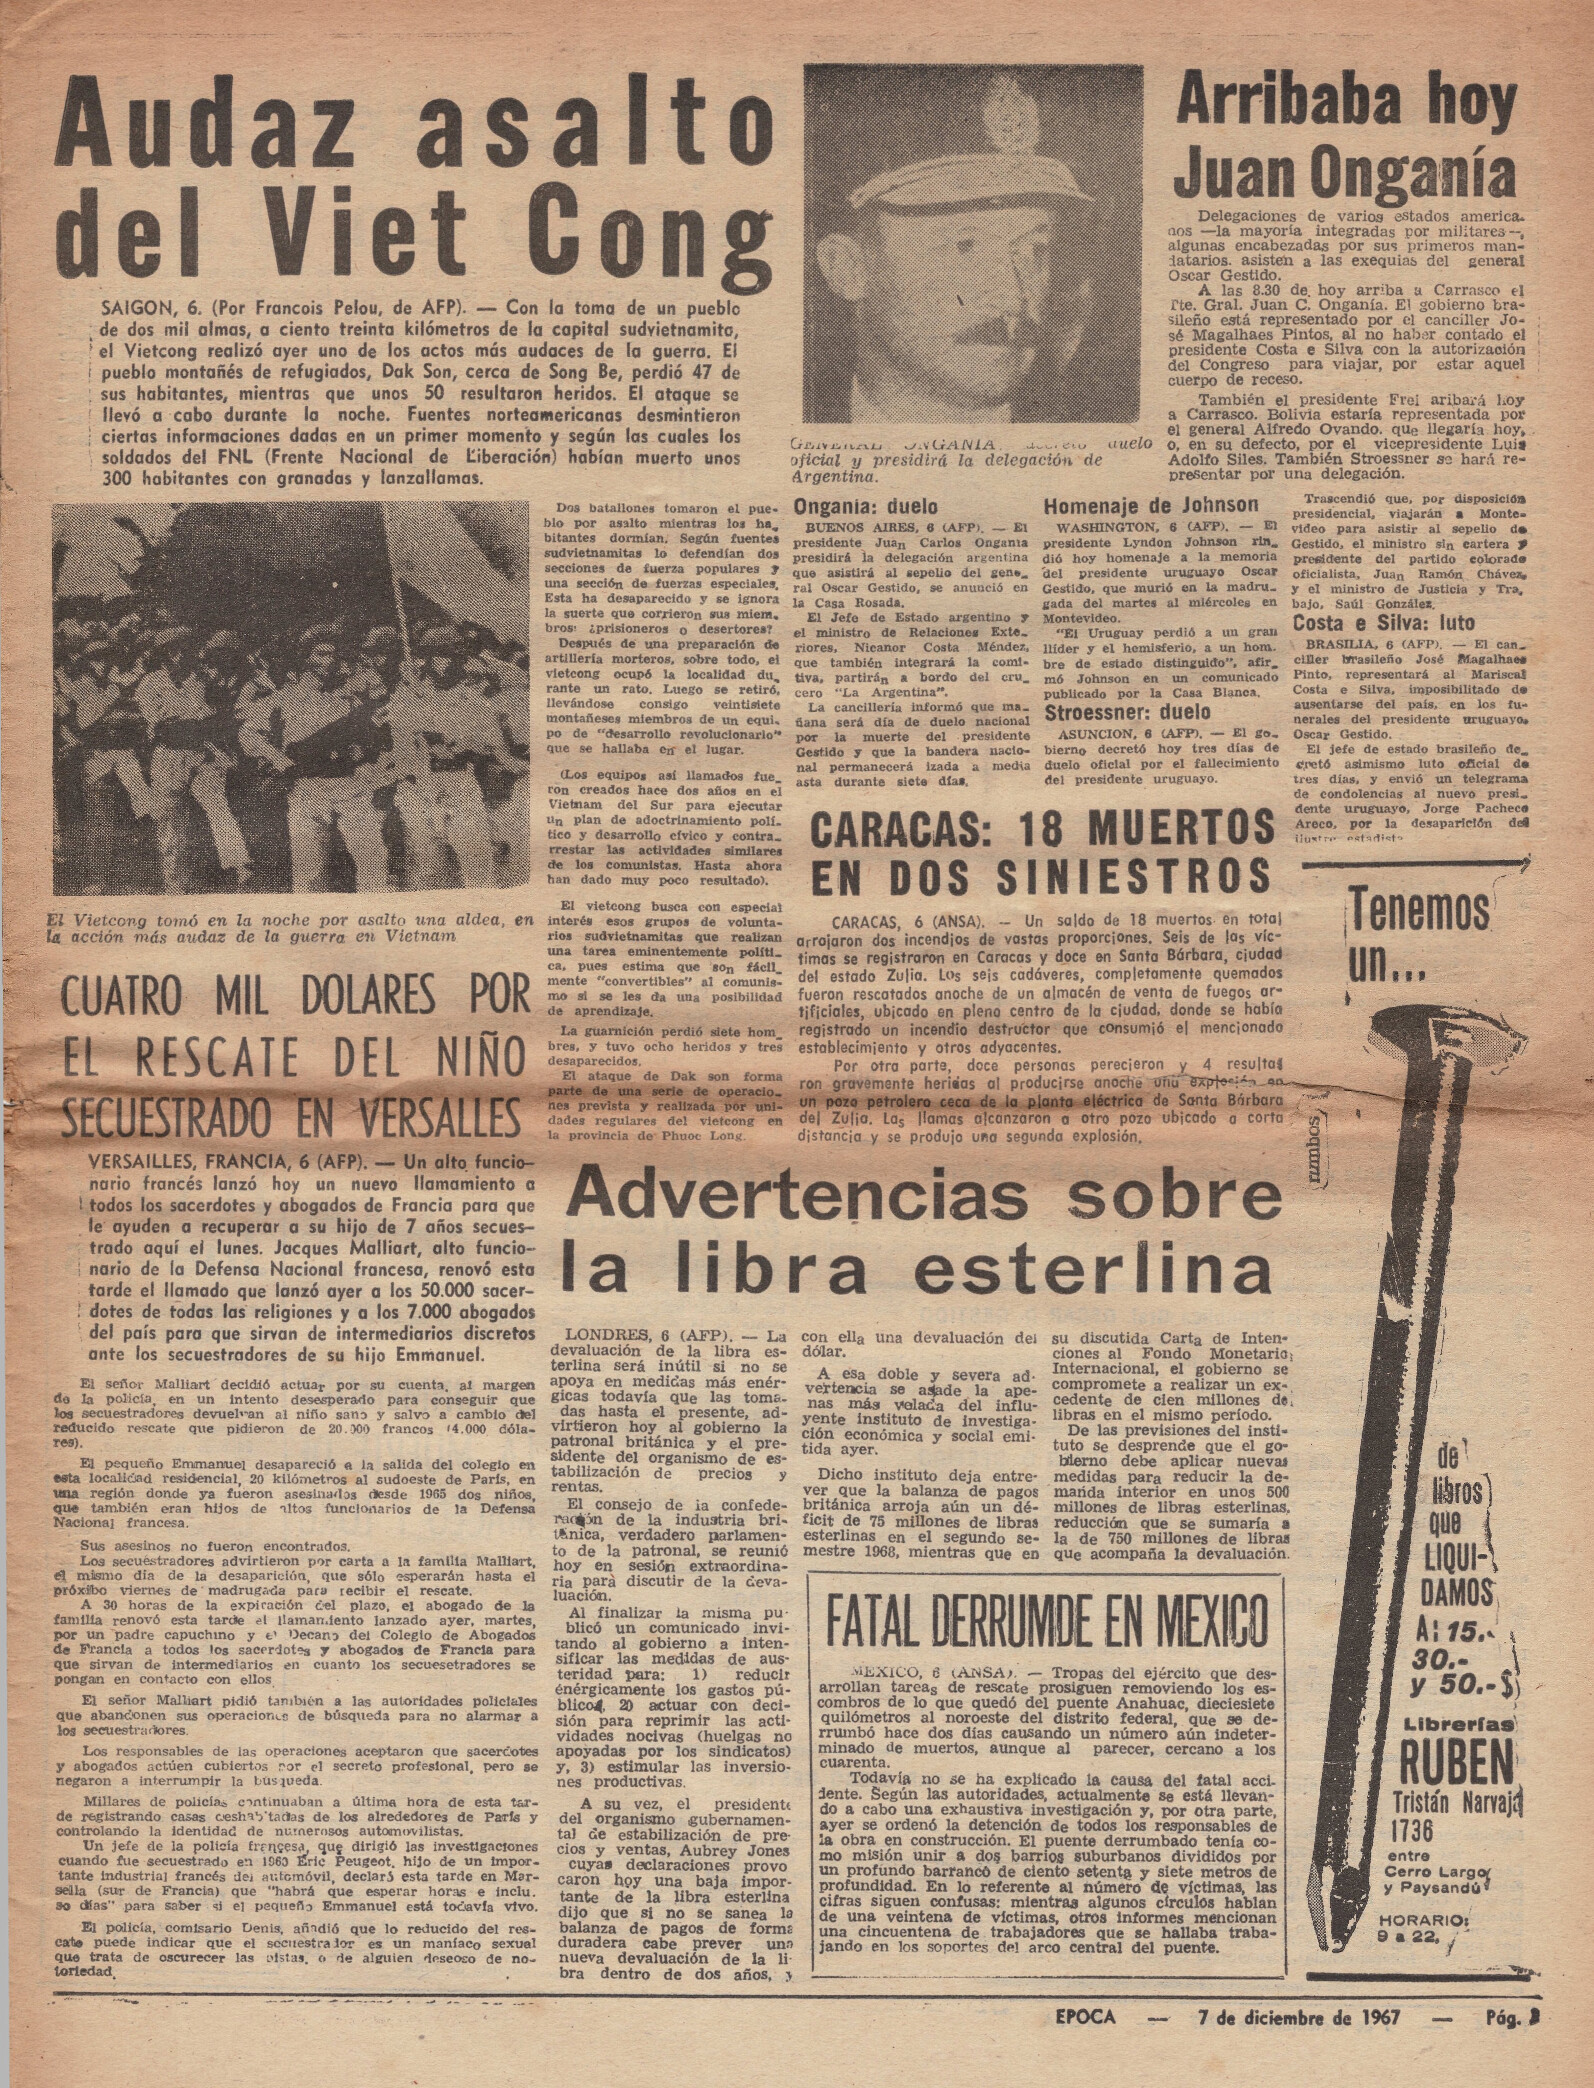 Audaz asalto
del Viet Cong
SAIGON, 6. (Por Francois Pelou, de AFP). — Con la toma de un pueblo
de dos mil almas, a ciento treinta kilómetros de la capital sudvietnamita,
el Vietcong realizó ayer uno de los actos más audaces de la guerra. El
pueblo montañés de refugiados, Dak Son, cerca de Song Be, perdió 47 de
sus habitantes, mientras que unos 50 resultaron heridos. El ataque se
llevó a cabo durante la noche. Fuentes norteamericanas desmintieron
ciertas informaciones dadas en un primer momento y según las cuales los
soldados del FNL (Frente Nacional de Liberación) habían muerto unos
300 habitantes con granadas y lanzallamas.
El Vietcong tomó en la noche por asalto una aldea, en
la acción más audaz de la guerra en Vietnam
Dos batallones tomaron el pue-
blo por asalto mientras los ha-
bitantes dormían. Según fuentes
sudvietnamitas lo defendían dos
secciones de fuerza populares y
una sección de fuerzas especiales.
Esta ha desaparecido y se ignora
la suerte que corrieron sus miem-
bros: ¿prisioneros o desertores?
Después de una preparación de
artillería morteros, sobre todo, el
vietcong ocupó la localidad du-
rante un rato. Luego se retiró,
llevándose consigo veintisiete
montañeses miembros de un equi-
po de "desarrollo revolucionario"
que se hallaba en el lugar.
(Los equipos así llamados fue-
ron creados hace dos años en el
Vietnam del Sur para ejecutar
un plan de adoctrinamiento polí-
tico y desarrollo cívico y contra-
rrestar las actividades similares
de los comunistas. Hasta ahora
han dado muy poco resultado).
El vietcong busca con especial
interés esos grupos de volunta-
rios sudvietnamitas que realizan
una tarea eminentemente políti-
ca, pues estima que son fácil-
mente "convertibles" al comunis-
mo si se les da una posibilidad
de aprendizaje.
La guarnición perdió siete hom-
bres, y tuvo ocho heridos y tres
desaparecidos.
El ataque de Dak son forma
parte de una serie de operacio-
nes prevista y realizada por uni-
dades regulares del vietcong en
la provincia de Phuoc Long.
GENERAL ONGANIA decretó duelo
oficial y presidirá la delegación de
Argentina.
Arribaba hoy
Juan Onganía
Delegaciones de varios estados america-
nos —la mayoría integradas por militares—,
algunas encabezadas por sus primeros man-
datarios. asisten a las exequias del general
Oscar Gestido.
A las 8.30 de hoy arriba a Carrasco el
Pte. Gral. Juan C. Onganía. El gobierno bra-
sileño está representado por el canciller Jo-
sé Magalhaes Pintos, al no haber contado el
presidente Costa e Silva con la autorización
del Congreso para viajar, por estar aquel
cuerpo de receso.
También el presidente Frei aribará hoy
a Carrasco. Bolivia estaría representada por
el general Alfredo Ovando. que llegaría hoy,
o, en su defecto, por el vicepresidente Luis
Adolfo Siles. También Stroessner se hará re-
presentar por una delegación.
Ongania: duelo
BUENOS AIRES, 6 (AFP). — El
presidente Juan Carlos Ongania
presidirá la delegación argentina
que asistirá al sepelio del gene-
ral Oscar Gestido, se anunció en
la Casa Rosada.
El Jefe de Estado argentino y
el ministro de Relaciones Exte-
riores, Nicanor Costa Méndez,
que también integrará la comi-
tiva, partirán a bordo del cru-
cero "La Argentina".
La cancillería informó que ma-
ñana será día de duelo nacional
por la muerte del presidente
Gestido y que la bandera nacio-
nal permanecerá izada a media
asta durante siete días.
Homenaje de Johnson
WASHINGTON, 6 (AFP). — El
presidente Lyndon Johnson rin-
dió hoy homenaje a la memoria
del presidente uruguayo Oscar
Gestido, que murió en la madru-
gada del martes al miércoles en
Montevideo.
"El Uruguay perdió a un gran
llider y el hemisferio, a un hom-
bre de estado distinguido", afir-
mó Johnson en un comunicado
publicado por la Casa Blanca.
Stroessner: duelo
ASUNCION, 6 (AFP). — El go-
bierno decretó hoy tres días de
duelo oficial por el fallecimiento
del presidente uruguayo.
Trascendió que, por disposición
presidencial, viajarán a Monte-
video para asistir al sepelio de
Gestido, el ministro sin cartera y
presidente del partido colorado
oficialista, Juan Ramón Chávez,
y el ministro de Justicia y Tra-
bajo, Saúl González.
Costa e Silva: luto
BRASILIA, 6 (AFP). — El can-
ciller brasileño José Magalhaes
Pinto, representará al Mariscal
Costa e Silva, imposibilitado de
ausentarse del país, en los fu-
nerales del presidente uruguayo,
Oscar Gestido.
El jefe de estado brasileño de-
cretó asimismo luto oficial de
tres días, y envió un telegrama
de condolencias al nuevo presi-
dente uruguayo, Jorge Pacheco
Areco, por la desaparición del
ilustre estadista
CARACAS: 18 MUERTOS
EN DOS SINIESTROS
CARACAS, 6 (ANSA). — Un saldo de 18 muertos en total
arrojaron dos incendios de vastas proporciones. Seis de las víc-
timas se registraron en Caracas y doce en Santa Bárbara, ciudad
del estado Zulia. Los seis cadáveres, completamente quemados
fueron rescatados anoche de un almacén de venta de fuegos ar-
tificiales, ubicado en pleno centro de la ciudad, donde se había
registrado un incendio destructor que consumió el mencionado
establecimiento y otros adyacentes.
Por otra parte, doce personas perecieron y 4 resulta
ron gravemente heridas al producirse anoche una explosión en
un pozo petrolero ceca de la planta eléctrica de Santa Bárbara
del Zulia. Las llamas alcanzaron a otro pozo ubicado a corta
distancia y se produjo una segunda explosión.
CUATRO MIL DOLARES POR
EL RESCATE DEL NIÑO
SECUESTRADO EN VERSALLES
VERSAILLES, FRANCIA, 6 (AFP). — Un alto funcio-
nario francés lanzó hoy un nuevo llamamiento a
todos los sacerdotes y abogados de Francia para que
le ayuden a recuperar a su hijo de 7 años secues-
trado aquí el lunes. Jacques Malliart, alto funcio-
nario de la Defensa Nacional francesa, renovó esta
tarde el llamado que lanzó ayer a los 50.000 sacer-
dotes de todas las religiones y a los 7.000 abogados
del país para que sirvan de intermediarios discretos
ante los secuestradores de su hijo Emmanuel.
El señor Malliart decidió actuar por su cuenta, al margen
de la policía, en un intento desesperado para conseguir que
los secuestradores devuelvan al niño sano y salvo a cambio del
reducido rescate que pidieron de 20.000 francos (4.000 dóla-
res).
El pequeño Emmanuel desapareció a la salida del colegio en
esta localidad residencial, 20 kilómetros al sudoeste de París, en
una región donde ya fueron asesinados desde 1965 dos niños,
que también eran hijos de altos funcionarios de la Defensa
Nacional francesa.
Sus asesinos no fueron encontrados.
Los secuestradores advirtieron por carta a la familia Malliart,
el mismo día de la desaparición, que sólo esperarán hasta el
próxibo viernes de madrugada para recibir el rescate.
A 30 horas de la expiración del plazo, el abogado de la
familia renovó esta tarde el llamamiento lanzado ayer, martes,
por un padre capuchino y el Decano del Colegio de Abogados
de Francia a todos los sacerdotes y abogados de Francia para
que sirvan de intermediarios en cuanto los secuesetradores se
pongan en contacto con ellos.
El señor Malliart pidió también a las autoridades policiales
que abandonen sus operaciones de búsqueda para no alarmar a
los secuestradores.
Los responsables de las operaciones aceptaron que sacerdotes
y abogados actúen cubiertos por el secreto profesional, pero se
negaron a interrumpir la búsqueda.
Millares de policías continuaban a última hora de esta tar-
de registrando casas deshabitadas de los alrededores de París y
controlando la identidad de numerosos automovilistas.
Un jefe de la policía francesa, que dirigió las investigaciones
cuando fue secuestrado en 1960 Eric Peugeot, hijo de un impor-
tante industrial francés del automóvil, declaró esta tarde en Mar-
sella (sur de Francia) que "habrá que esperar horas e inclu.
so días" para saber si el pequeño Emmanuel está todavía vivo.
El policía, comisario Denis, añadió que lo reducido del res-
cate puede indicar que el secuestrador es un maníaco sexual
que trata de oscurecer las pistas, o de alguien deseoso de no-
toriedad.
Advertencias sobre
la libra esterlina
LONDRES, 6 (AFP). — La
devaluación de la libra es-
terlina será inútil si no se
apoya en medidas más enér-
gicas todavía que las toma-
das hasta el presente, ad-
virtieron hoy al gobierno la
patronal británica y el pre-
sidente del organismo de es-
tabilización de precios y
rentas.
El consejo de la confede-
ración de la industria bri-
tánica, verdadero parlamen-
to de la patronal, se reunió
hoy en sesión extraordina-
ria para discutir de la deva-
luación.
Al finalizar la misma pu-
blicó un comunicado invi-
tando al gobierno a inten-
sificar las medidas de aus-
teridad para: 1) reducir
énérgicamente los gastos pú-
blicos, 20 actuar con deci-
sión para reprimir las acti-
vidades nocivas (huelgas no
apoyadas por los sindicatos)
y, 3) estimular las inversio-
nes productivas.
A su vez, el presidente
del organismo gubernamen-
tal de estabilización de pre-
cios y ventas, Aubrey Jones
cuyas declaraciones provo
caron hoy una baja impor-
tante de la libra esterlina
dijo que si no se sanea la
balanza de pagos de forma
duradera cabe prever una
nueva devaluación de la li
bra dentro de dos años, y
con ella una devaluación del
dólar.
A esa doble y severa ad-
vertencia se añade la ape-
nas más velada del influ-
yente instituto de investiga-
ción económica y social emi-
tida ayer.
Dicho instituto deja entre-
ver que la balanza de pagos
británica arroja aún un dé-
ficit de 75 millones de libras
esterlinas en el segundo se-
mestre 1968, mientras que en
su discutida Carta de Inten-
ciones al Fondo Monetario
Internacional, el gobierno se
compromete a realizar un ex-
cedente de cien millones de
libras en el mismo período.
De las previsiones del insti-
tuto se desprende que el go-
bierno debe aplicar nuevas
medidas para reducir la de-
manda interior en unos 500
millones de libras esterlinas,
reducción que se sumaría a
la de 750 millones de libras
que acompaña la devaluación.
FATAL DERRUMDE EN MEXICO
MEXICO, 6 (ANSA). — Tropas del ejército que des-
arrollan tareas de rescate prosiguen removiendo los es-
combros de lo que quedó del puente Anahuac, diecisiete
quilómetros al noroeste del distrito federal, que se de-
rrumbó hace dos días causando un número aún indeter-
minado de muertos, aunque al parecer, cercano a los
cuarenta.
Todavía no se ha explicado la causa del fatal acci-
dente. Según las autoridades, actualmente se está llevan-
do a cabo una exhaustiva investigación y, por otra parte,
ayer se ordenó la detención de todos los responsables de
la obra en construcción. El puente derrumbado tenía co-
mo misión unir a dos barrios suburbanos divididos por
un profundo barranco de ciento setenta y siete metros de
profundidad. En lo referente al número de víctimas, las
cifras siguen confusas: mientras algunos círculos hablan
de una veintena de víctimas, otros informes mencionan
una cincuentena de trabajadores que se hallaba traba-
jando en los soportes del arco central del puente.
Tenemos
un...
rumbos
de
libros
que
LIQUI-
DAMOS
A: 15.-
30.-
y 50.-$
Librerías
RUBEN
Tristán Narvaja
1736
entre
Cerro Largo
y Paysandú
HORARIO:
9 a 22.
EPOCA — 7 de diciembre de 1967 — Pág.